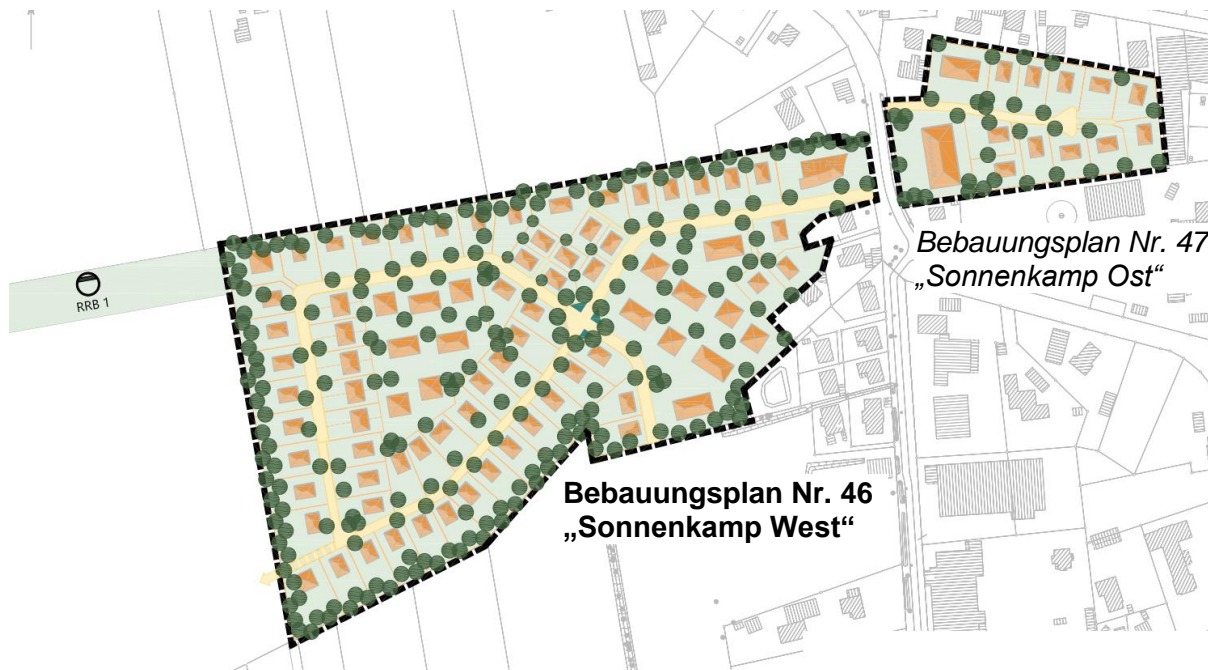 Bebauungsplan Nr. 47
„Sonnenkamp Ost“
RRB 1
Bebauungsplan Nr. 46
„Sonnenkamp West“